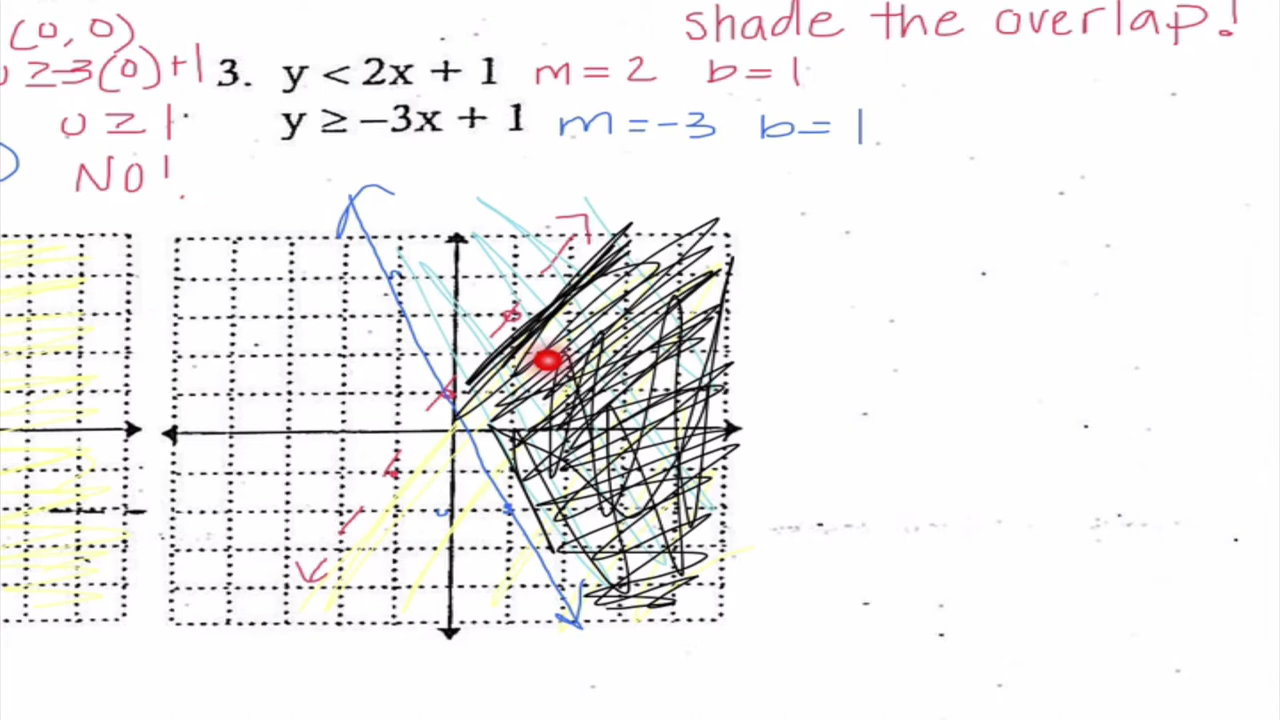 shade the overlap!
(0,0)
≥-3(0)+1
3. y < 2x + 1 m=2 b=1
y ≥ -3x + 1 m=-3 b=1
≥ 1
NO!